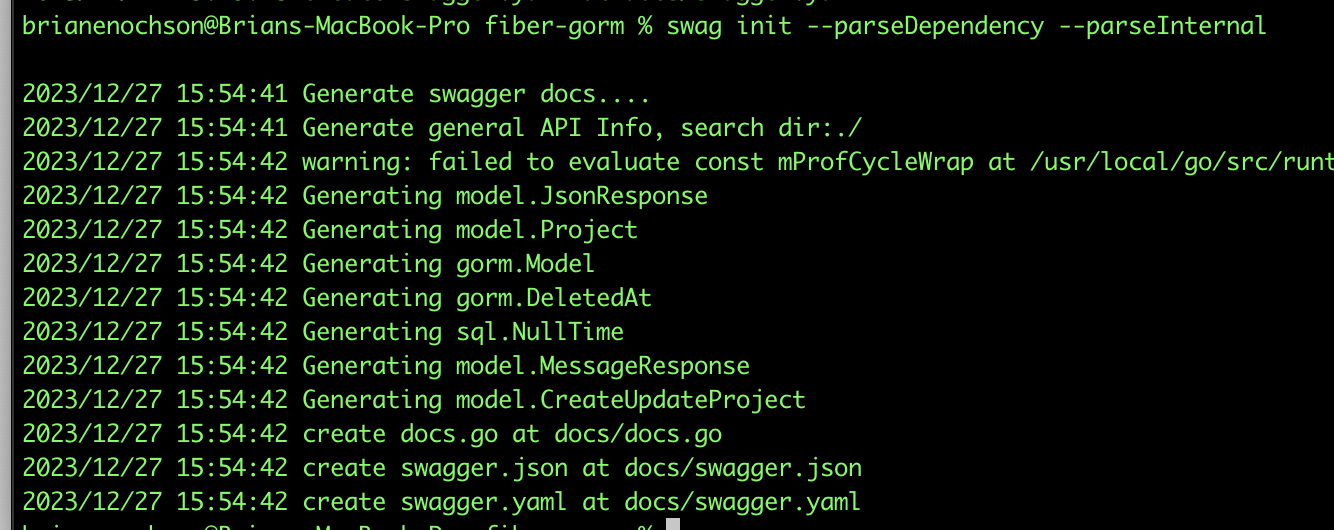 brianenochson@Brians-MacBook-Pro fiber-gorm % swag init --parseDependency --parseInternal
2023/12/27 15:54:41 Generate swagger docs....
2023/12/27 15:54:41 Generate general API Info, search dir:./
2023/12/27 15:54:42 warning: failed to evaluate const mProfCycleWrap at /usr/local/go/src/runt
2023/12/27 15:54:42 Generating model.JsonResponse
2023/12/27 15:54:42 Generating model.Project
2023/12/27 15:54:42 Generating gorm.Model
2023/12/27 15:54:42 Generating gorm.DeletedAt
2023/12/27 15:54:42 Generating sql.NullTime
2023/12/27 15:54:42 Generating model.MessageResponse
2023/12/27 15:54:42 Generating model.CreateUpdateProject
2023/12/27 15:54:42 create docs.go at docs/docs.go
2023/12/27 15:54:42 create swagger.json at docs/swagger.json
2023/12/27 15:54:42 create swagger.yaml at docs/swagger.yaml
brianenochson@Brians-MacBook-Pro fiber-gorm %